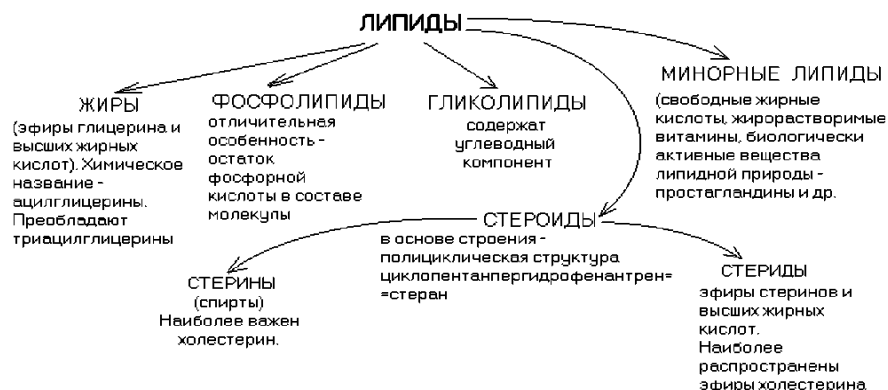 ЛИПИДЫ
ЖИРЫ
(эфиры глицерина и
высших жирных
кислот). Химическое
название -
ацилглицерины.
Преобладают
триацилглицерины
ФОСФОЛИПИДЫ
отличительная
особенность -
остаток
фосфорной
кислоты в составе
молекулы
ГЛИКОЛИПИДЫ
содержат
углеводный
компонент
МИНОРНЫЕ ЛИПИДЫ
(свободные жирные
кислоты, жирорастворимые
витамины, биологически
активные вещества
липидной природы -
простагландины и др.
СТЕРОИДЫ
в основе строения -
полициклическая структура
циклопентанпергидрофенантрен=
=стеран
СТЕРИНЫ
(спирты)
Наиболее важен
холестерин.
СТЕРИДЫ
эфиры стеринов и
высших жирных
кислот.
Наиболее
распространены
эфиры холестерина